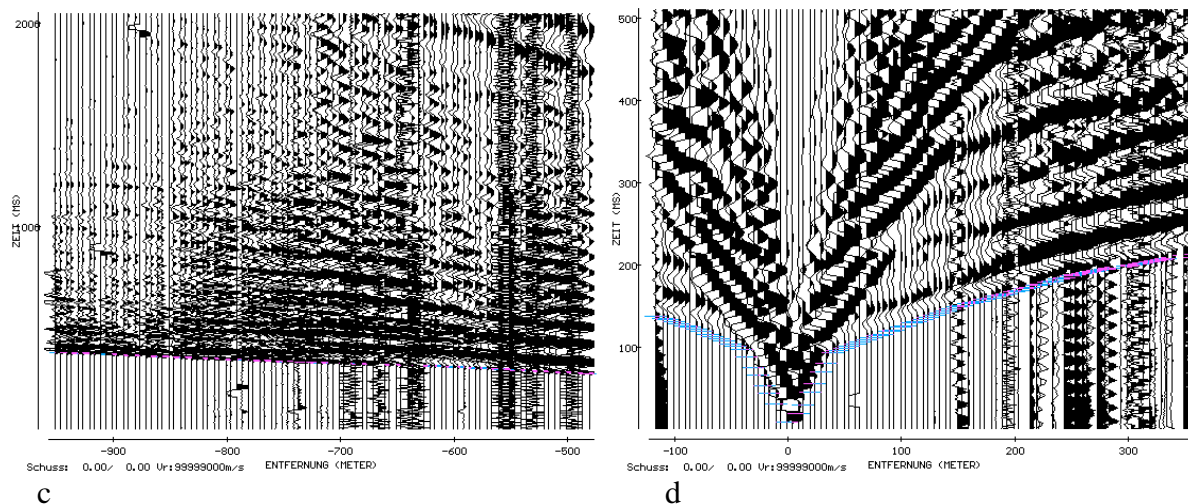 2000
ZEIT (MS)
1000
-900 -800 -700 -600 -500
Schuss: 0.00/ 0.00 Vr:99999000m/s ENTFERNUNG (METER)
c
500
400
ZEIT (MS)
300
200
100
-100 0 100 200 300
Schuss: 0.00/ 0.00 Vr:99999000m/s ENTFERNUNG (METER)
d